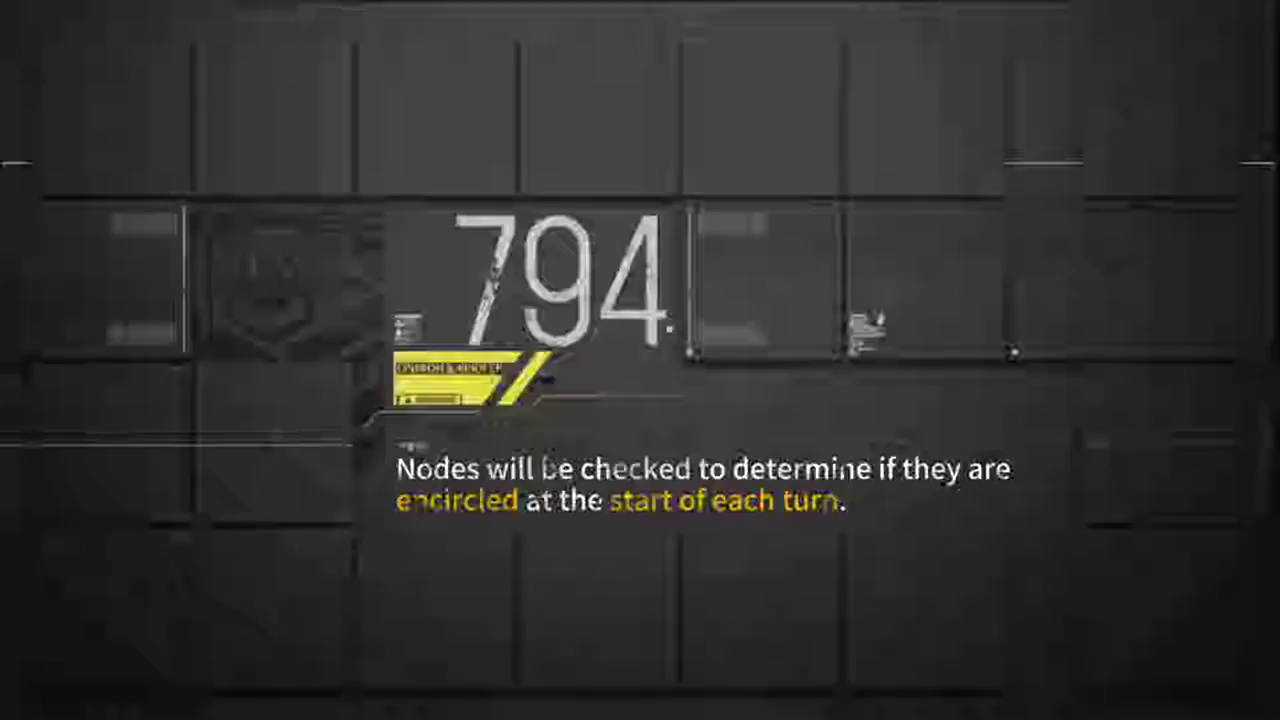 794
Nodes will be checked to determine if they are
encircled at the start of each turn.